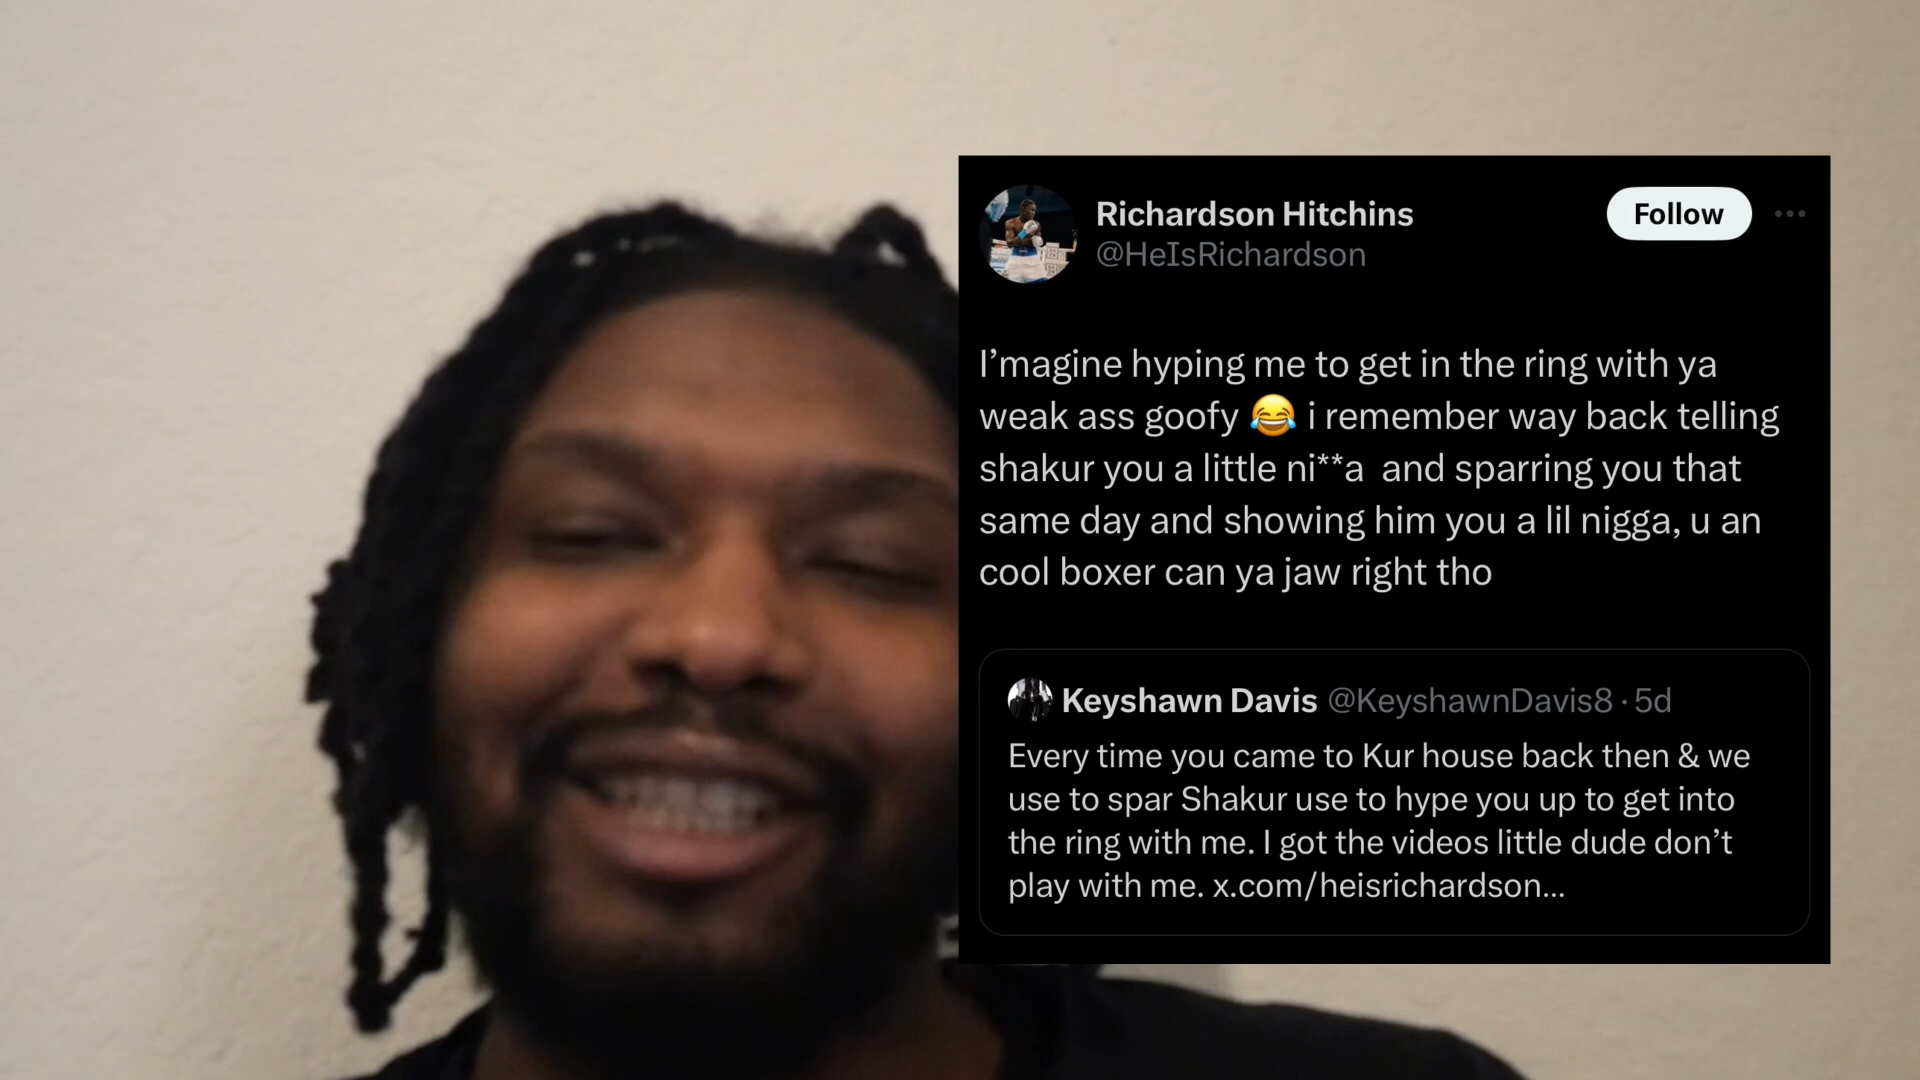 Richardson Hitchins
Follow
@HeIsRichardson
I’magine hyping me to get in the ring with ya
weak ass goofy 😂 i remember way back telling
shakur you a little ni**a  and sparring you that
same day and showing him you a lil nigga, u an
cool boxer can ya jaw right tho
Keyshawn Davis @KeyshawnDavis8 · 5d
Every time you came to Kur house back then & we
use to spar Shakur use to hype you up to get into
the ring with me. I got the videos little dude don’t
play with me. x.com/heisrichardson...